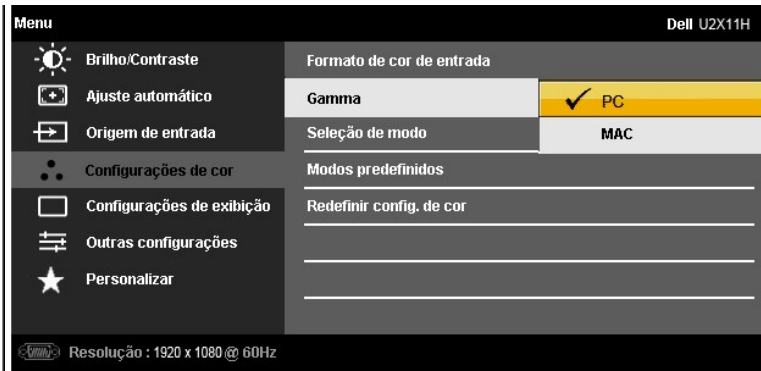 Menu Dell U2X11H
Brilho/Contraste Formato de cor de entrada
Ajuste automático Gamma PC
Origem de entrada Seleção de modo MAC
Configurações de cor Modos predefinidos
Configurações de exibição Redefinir config. de cor
Outras configurações
Personalizar
Resolução : 1920 x 1080 @ 60Hz